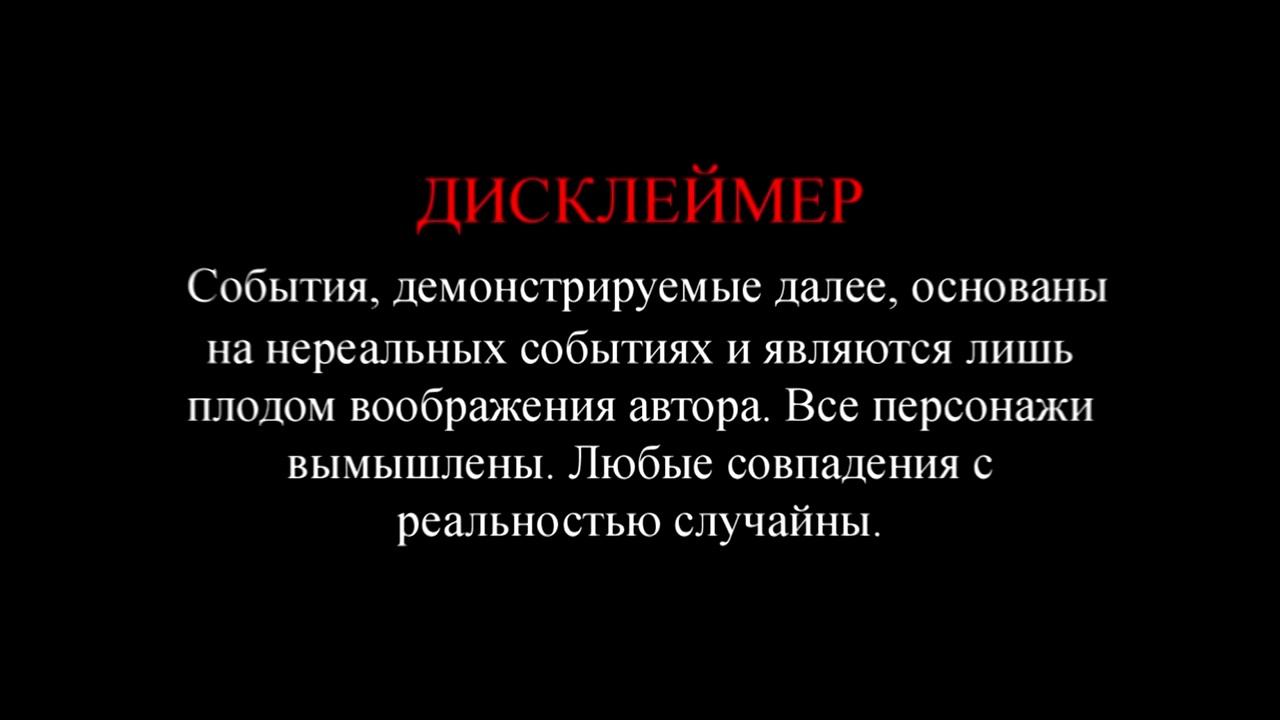 ДИСКЛЕЙМЕР
События, демонстрируемые далее, основаны
на нереальных событиях и являются лишь
плодом воображения автора. Все персонажи
вымышлены. Любые совпадения с
реальностью случайны.